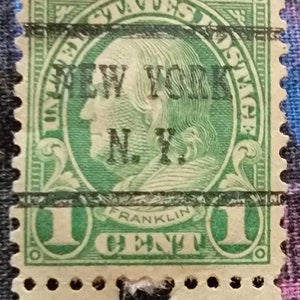 UNITED STATES POSTAGE
NEW YORK
N. Y.
FRANKLIN
1 CENT 1